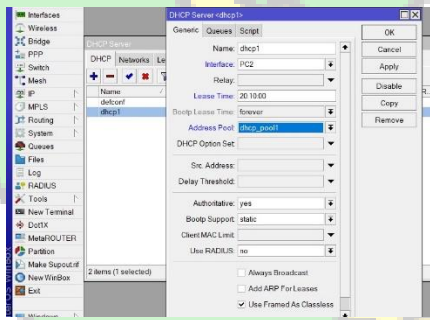 Interfaces
Wireless
Bridge
PPP
Switch
Mesh
IP
MPLS
Routing
System
Queues
Files
Log
RADIUS
Tools
New Terminal
Dot1X
MetaROUTER
Partition
Make Supout.rif
New WinBox
Exit
Windows
DHCP Server
DHCP Networks Le
Name
defconf
dhcp1
2 items (1 selected)
DHCP Server <dhcp1>
Generic Queues Script
Name: dhcp1
Interface: PC2
Relay:
Lease Time: 20:10:00
Bootp Lease Time: forever
Address Pool: dhcp_pool1
DHCP Option Set:
Src. Address:
Delay Threshold:
Authoritative: yes
Bootp Support: static
Client MAC Limit:
Use RADIUS: no
Always Broadcast
Add ARP For Leases
Use Framed As Classless
OK
Cancel
Apply
Disable
Copy
Remove